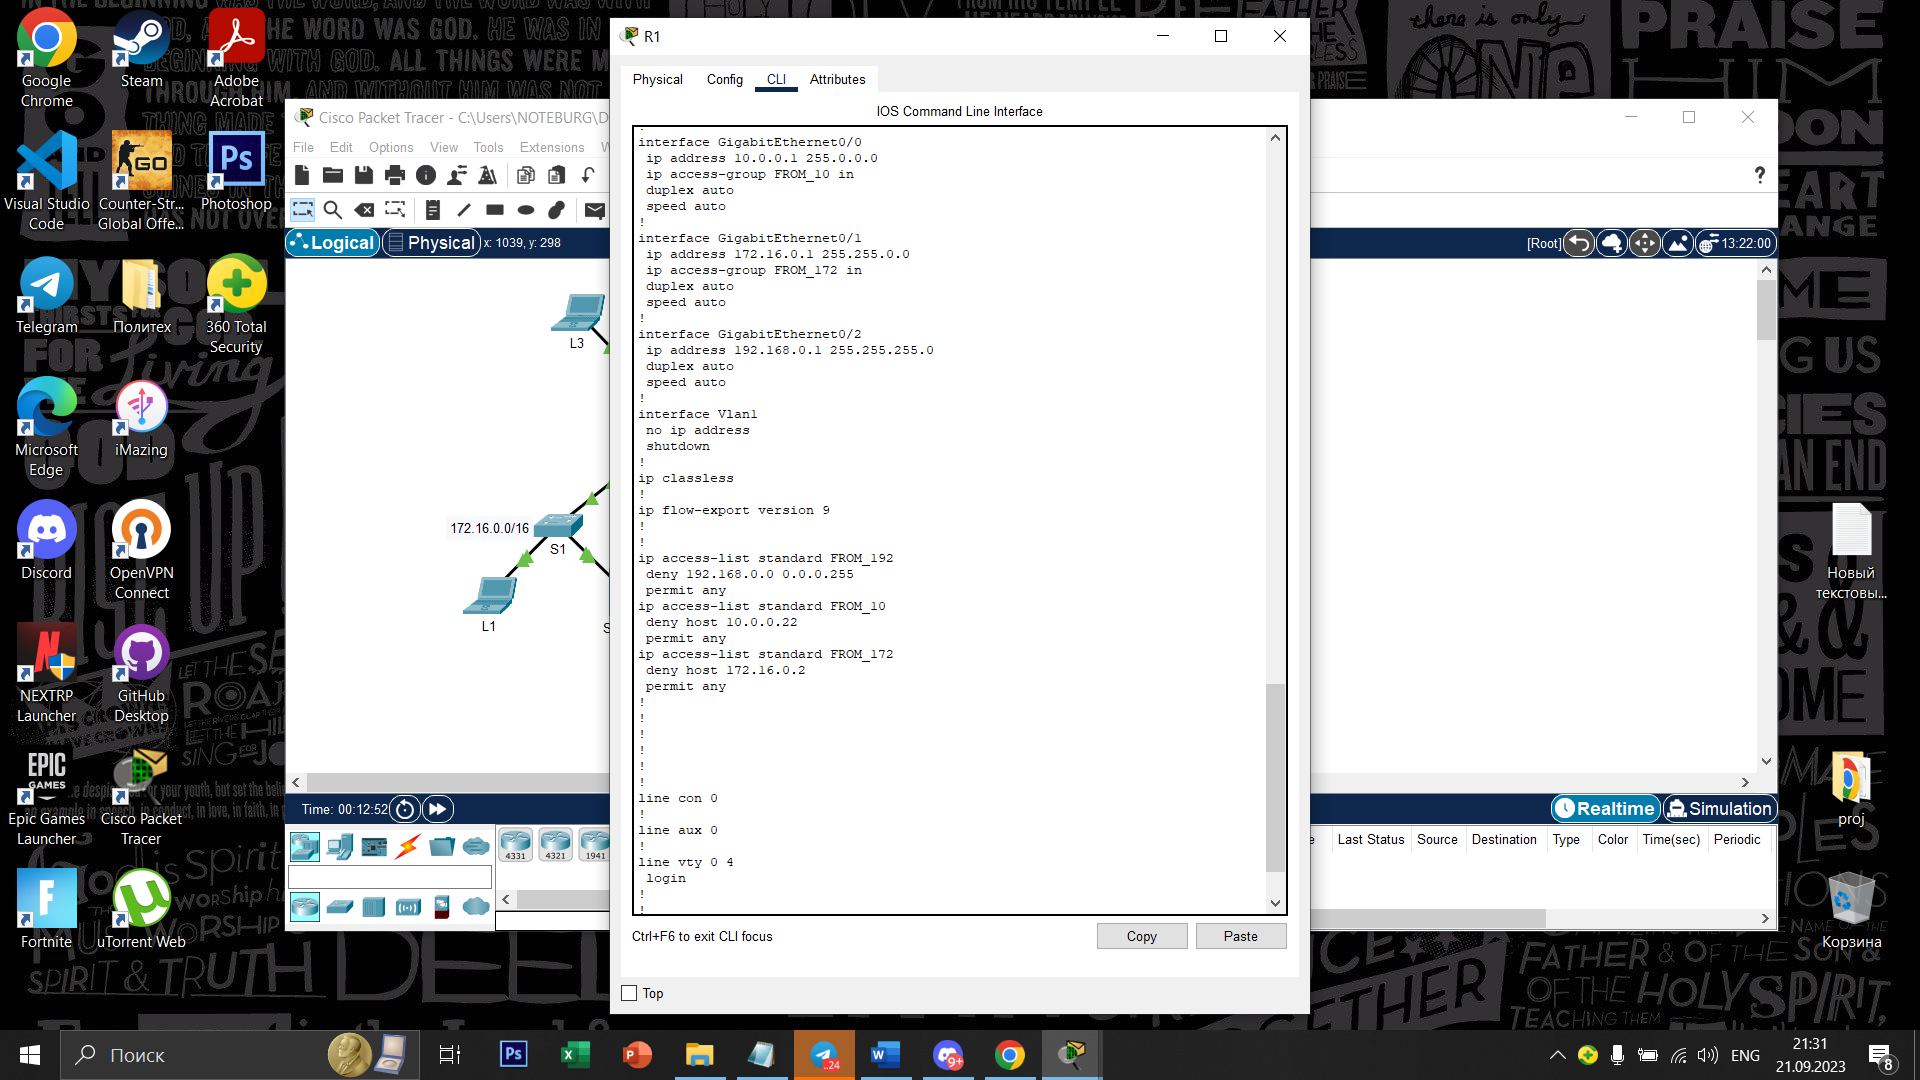 Google Chrome
Steam
Adobe Acrobat
Visual Studio Code
Counter-Str... Global Offe...
Photoshop
Telegram
Политех
360 Total Security
Microsoft Edge
iMazing
Discord
OpenVPN Connect
NEXTRP Launcher
GitHub Desktop
Epic Games Launcher
Cisco Packet Tracer
Fortnite
uTorrent Web
Cisco Packet Tracer - C:\Users\NOTEBURG\D
File Edit Options View Tools Extensions
Logical
Physical
x: 1039, y: 298
[Root]
13:22:00
L3
172.16.0.0/16
S1
L1
Time: 00:12:52
Realtime
Simulation
4331
4321
1941
Last Status Source Destination Type Color Time(sec) Periodic
R1
Physical Config CLI Attributes
IOS Command Line Interface
!
interface GigabitEthernet0/0
ip address 10.0.0.1 255.0.0.0
ip access-group FROM_10 in
duplex auto
speed auto
!
interface GigabitEthernet0/1
ip address 172.16.0.1 255.255.0.0
ip access-group FROM_172 in
duplex auto
speed auto
!
interface GigabitEthernet0/2
ip address 192.168.0.1 255.255.255.0
duplex auto
speed auto
!
interface Vlan1
no ip address
shutdown
!
ip classless
!
ip flow-export version 9
!
!
ip access-list standard FROM_192
deny 192.168.0.0 0.0.0.255
permit any
ip access-list standard FROM_10
deny host 10.0.0.22
permit any
ip access-list standard FROM_172
deny host 172.16.0.2
permit any
!
!
!
!
!
!
line con 0
!
line aux 0
!
line vty 0 4
login
!
!
Ctrl+F6 to exit CLI focus
Copy
Paste
Top
Новый текстовы...
proj
Корзина
Поиск
..24
9+
ENG
21:31
21.09.2023
8